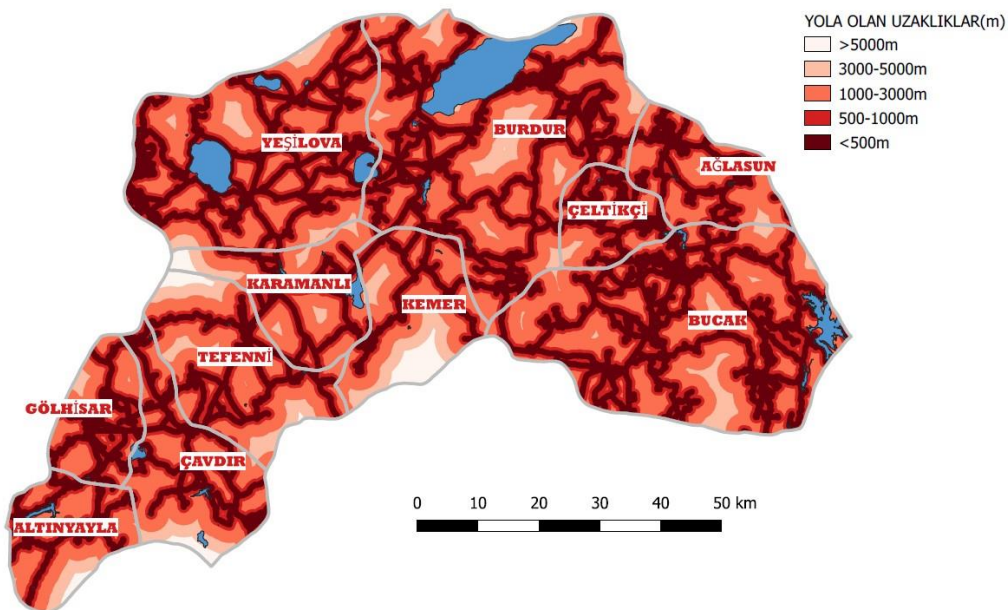 YOLA OLAN UZAKLIKLAR(m)
>5000m
3000-5000m
1000-3000m
500-1000m
<500m
BURDUR
YEŞİLOVA
AĞLASUN
ÇELTİKÇİ
KARAMANLI
KEMER
BUCAK
TEFENNİ
GÖLHİSAR
ÇAVDIR
ALTINYAYLA
0 10 20 30 40 50 km